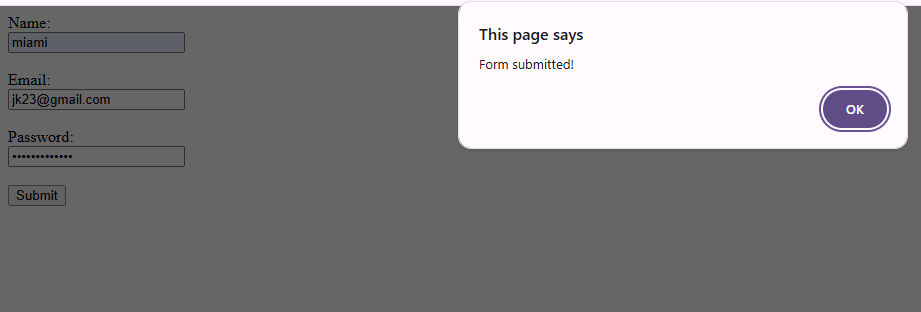 Name:
miami
Email:
jk23@gmail.com
Password:
•••••••••••••
Submit
This page says
Form submitted!
OK